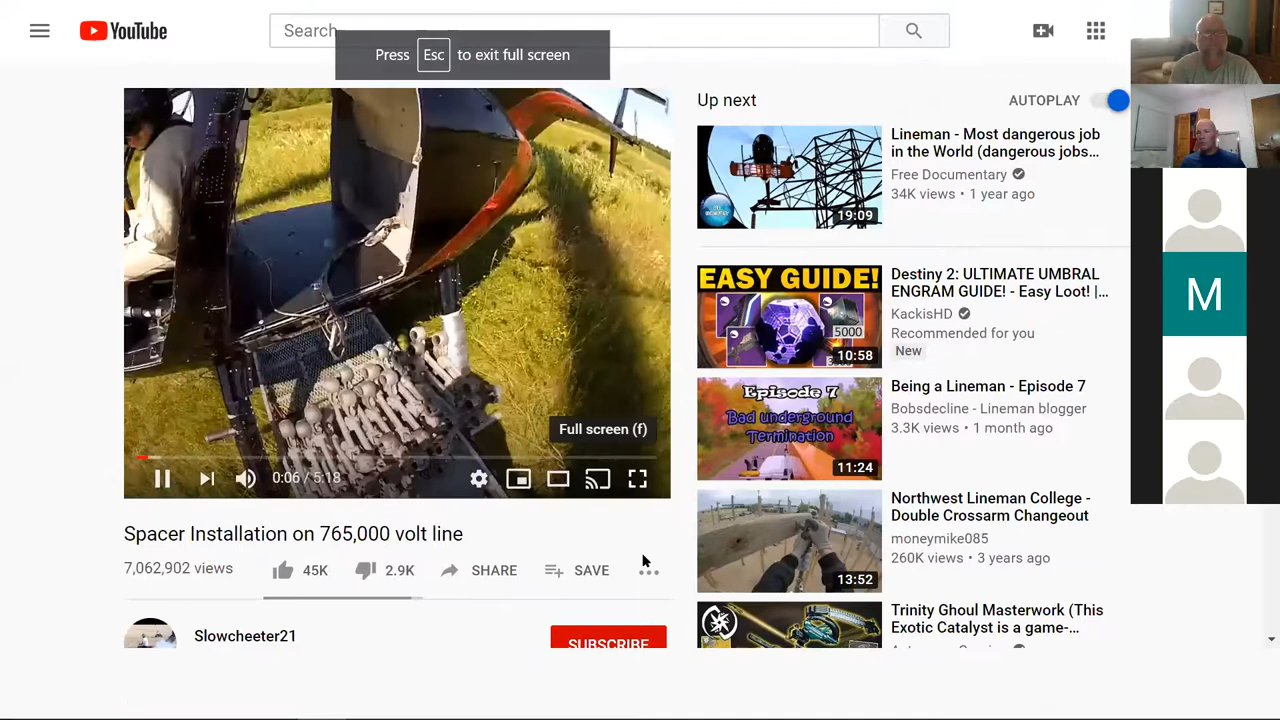 YouTube
Search
Press Esc to exit full screen
Full screen (f)
0:06 / 5:18
Spacer Installation on 765,000 volt line
7,062,902 views
45K
2.9K
SHARE
SAVE
Slowcheeter21
SUBSCRIBE
Up next
AUTOPLAY
19:09
Lineman - Most dangerous job
in the World (dangerous jobs...
Free Documentary
34K views • 1 year ago
EASY GUIDE!
5000
10:58
Destiny 2: ULTIMATE UMBRAL
ENGRAM GUIDE! - Easy Loot! |...
KackisHD
Recommended for you
New
Episode 7
Bad underground
Termination
11:24
Being a Lineman - Episode 7
Bobsdecline - Lineman blogger
3.3K views • 1 month ago
13:52
Northwest Lineman College -
Double Crossarm Changeout
moneymike085
260K views • 3 years ago
Trinity Ghoul Masterwork (This
Exotic Catalyst is a game-...
M